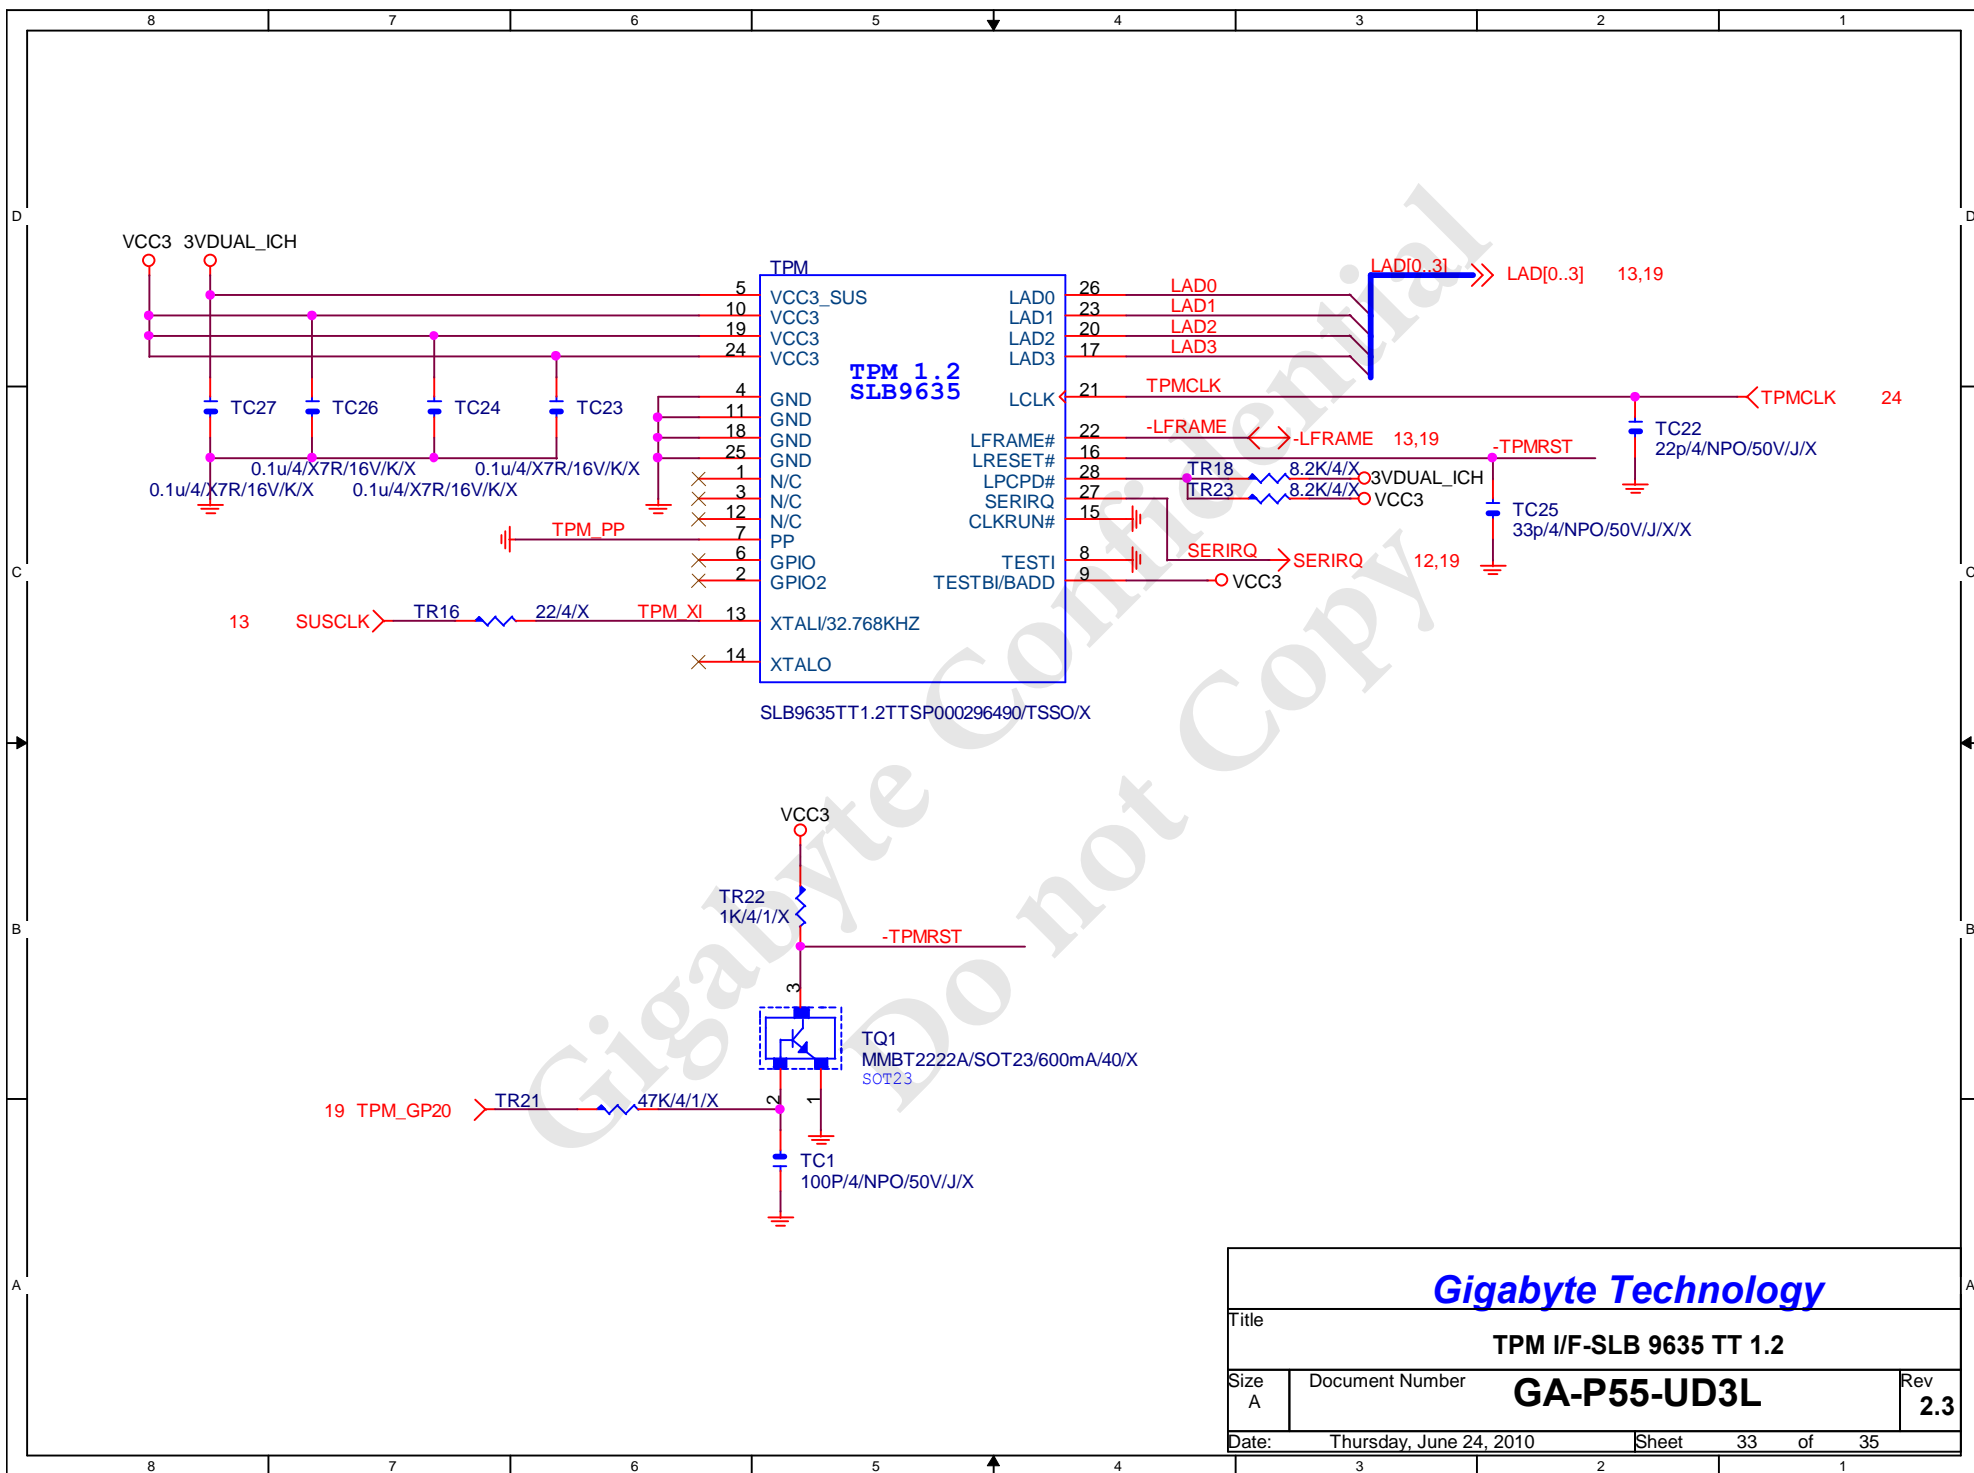 8 7 6 5 4 3 2 1
D D
VCC3 3VDUAL_ICH
TPM
LAD[0..3]
LAD[0..3] 13,19
5 VCC3_SUS LAD0 26 LAD0
10 VCC3 LAD1 23 LAD1
19 VCC3 LAD2 20 LAD2
24 VCC3 LAD3 17 LAD3
TPM 1.2
SLB9635
4 GND LCLK 21 TPMCLK TPMCLK 24
11 GND
18 GND LFRAME# 22 -LFRAME -LFRAME 13,19
25 GND LRESET# 16 -TPMRST
1 N/C LPCPD# 28 TR18 8.2K/4/X 3VDUAL_ICH
3 N/C SERIRQ 27 TR23 8.2K/4/X VCC3
12 N/C CLKRUN# 15
TPM_PP 7 PP
6 GPIO TESTI 8 SERIRQ SERIRQ 12,19
2 GPIO2 TESTBI/BADD 9 VCC3
TC27 TC26 TC24 TC23
0.1u/4/X7R/16V/K/X 0.1u/4/X7R/16V/K/X
0.1u/4/X7R/16V/K/X 0.1u/4/X7R/16V/K/X
TC22
22p/4/NPO/50V/J/X
TC25
33p/4/NPO/50V/J/X/X
C C
13 SUSCLK TR16 22/4/X TPM_XI 13 XTALI/32.768KHZ
14 XTALO
SLB9635TT1.2TTSP000296490/TSSO/X
Gigabyte Confidential
Do not Copy
VCC3
TR22
1K/4/1/X
B B
-TPMRST
3
TQ1
MMBT2222A/SOT23/600mA/40/X
SOT23
19 TPM_GP20 TR21 47K/4/1/X 2 1
TC1
100P/4/NPO/50V/J/X
A A
Gigabyte Technology
Title
TPM I/F-SLB 9635 TT 1.2
Size Document Number Rev
A GA-P55-UD3L 2.3
Date: Thursday, June 24, 2010 Sheet 33 of 35
8 7 6 5 4 3 2 1